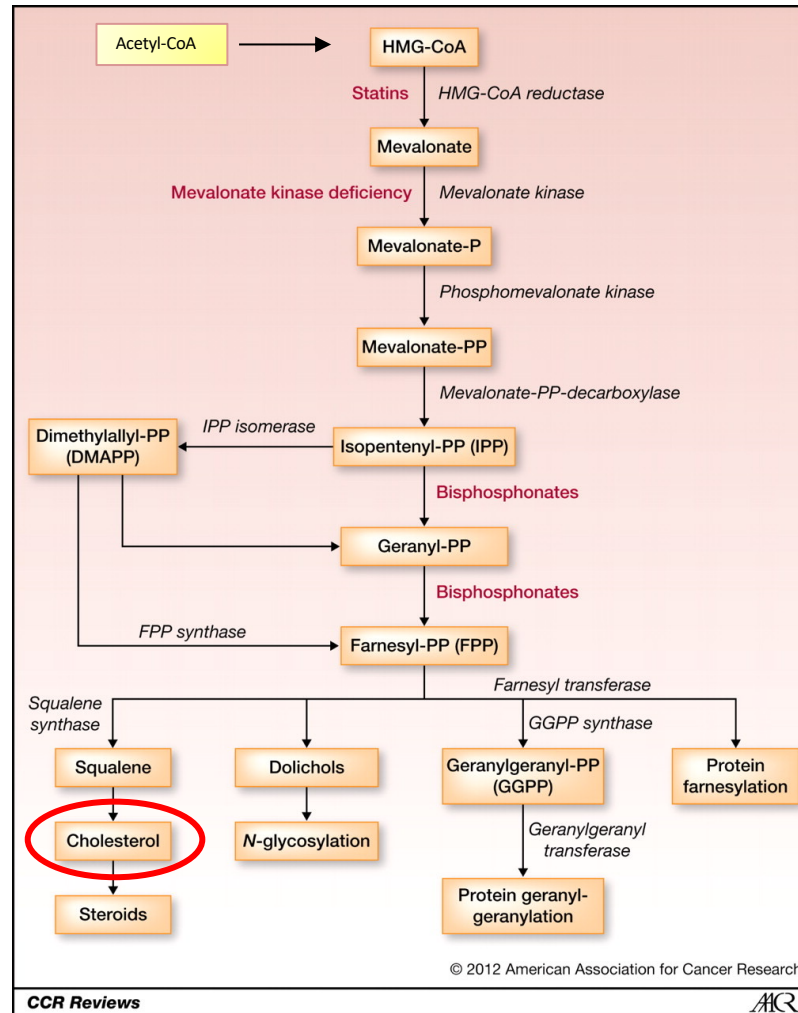 Acetyl-CoA
HMG-CoA
Statins
HMG-CoA reductase
Mevalonate
Mevalonate kinase deficiency
Mevalonate kinase
Mevalonate-P
Phosphomevalonate kinase
Mevalonate-PP
Mevalonate-PP-decarboxylase
Dimethylallyl-PP
(DMAPP)
IPP isomerase
Isopentenyl-PP (IPP)
Bisphosphonates
Geranyl-PP
Bisphosphonates
FPP synthase
Farnesyl-PP (FPP)
Farnesyl transferase
Squalene
synthase
GGPP synthase
Squalene
Dolichols
Geranylgeranyl-PP
(GGPP)
Protein
farnesylation
Cholesterol
N-glycosylation
Geranylgeranyl
transferase
Steroids
Protein geranyl-
geranylation
© 2012 American Association for Cancer Research
CCR Reviews
AACR